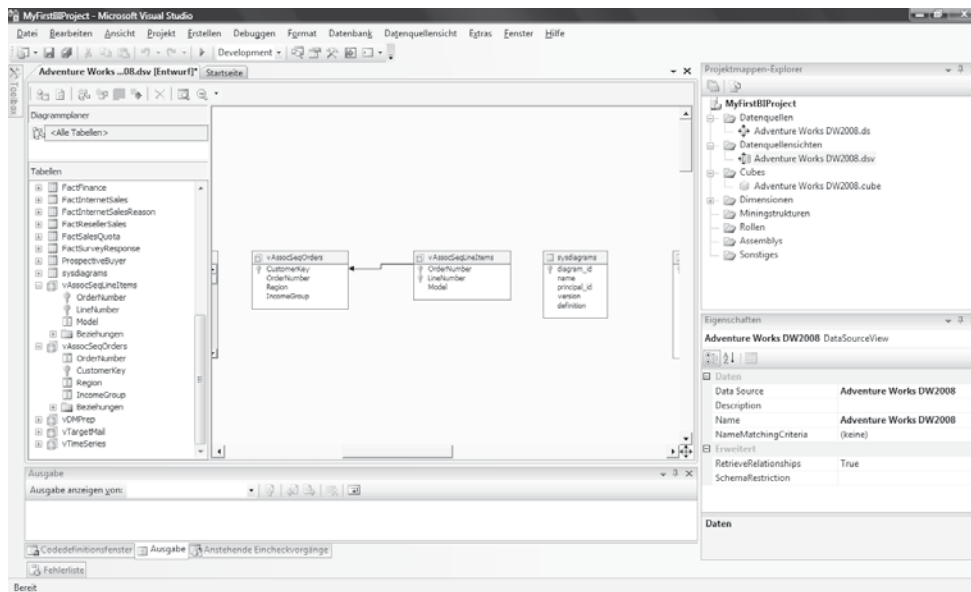 MyFirstBIProject - Microsoft Visual Studio
Datei Bearbeiten Ansicht Projekt Erstellen Debuggen Format Datenbank Datenquellensicht Extras Fenster Hilfe
Development
Toolbox
Adventure Works ...08.dsv [Entwurf]* Startseite
Diagrammplaner
<Alle Tabellen>
Tabellen
FactFinance
FactInternetSales
FactInternetSalesReason
FactResellerSales
FactSalesQuota
FactSurveyResponse
ProspectiveBuyer
sysdiagrams
vAssocSeqLineItems
OrderNumber
LineNumber
Model
Beziehungen
vAssocSeqOrders
OrderNumber
CustomerKey
Region
IncomeGroup
Beziehungen
vDMPrep
vTargetMail
vTimeSeries
vAssocSeqOrders
CustomerKey
OrderNumber
Region
IncomeGroup
vAssocSeqLineItems
OrderNumber
LineNumber
Model
sysdiagrams
diagram_id
name
principal_id
version
definition
Projektmappen-Explorer
MyFirstBIProject
Datenquellen
Adventure Works DW2008.ds
Datenquellensichten
Adventure Works DW2008.dsv
Cubes
Adventure Works DW2008.cube
Dimensionen
Miningstrukturen
Rollen
Assemblys
Sonstiges
Eigenschaften
Adventure Works DW2008 DataSourceView
Daten
Data Source Adventure Works DW2008
Description
Name Adventure Works DW2008
NameMatchingCriteria (keine)
Erweitert
RetrieveRelationships True
SchemaRestriction
Daten
Ausgabe
Ausgabe anzeigen von:
Codedefinitionsfenster Ausgabe Anstehende Eincheckvorgänge
Fehlerliste
Bereit